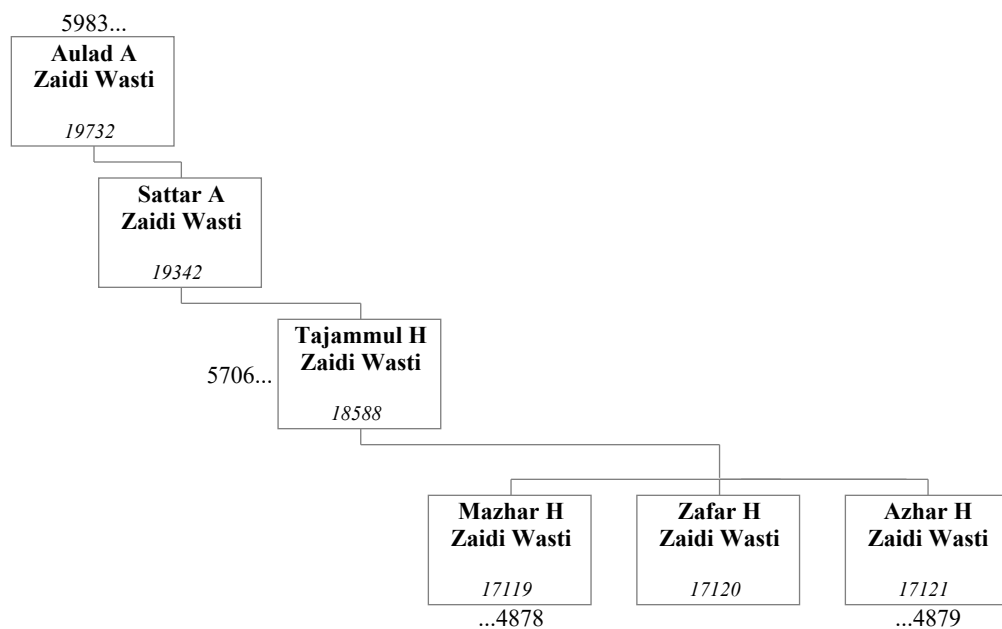 5983...
Aulad A
Zaidi Wasti
19732
Sattar A
Zaidi Wasti
19342
Tajammul H
Zaidi Wasti
5706...
18588
Mazhar H
Zaidi Wasti
17119
...4878
Zafar H
Zaidi Wasti
17120
Azhar H
Zaidi Wasti
17121
...4879